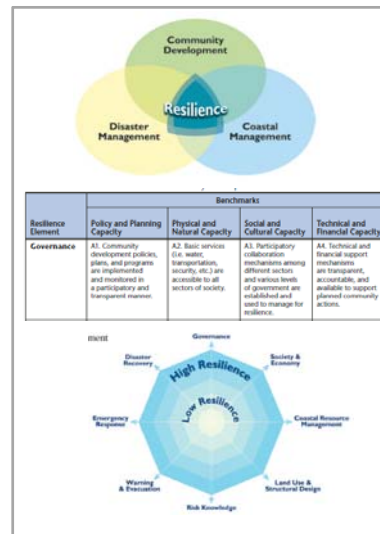 Community
Development
Resilience
Disaster
Management
Coastal
Management
Benchmarks
Resilience
Element
Policy and Planning
Capacity
Physical and
Natural Capacity
Social and
Cultural Capacity
Technical and
Financial Capacity
Governance
A1. Community
development policies,
plans, and programs
are implemented
and monitored in
a participatory and
transparent manner.
A2. Basic services
(i.e. water,
transportation,
security, etc.) are
accessible to all
sectors of society.
A3. Participatory
collaboration
mechanisms among
different sectors
and various levels
of government are
established and
used to manage for
resilience.
A4. Technical and
financial support
mechanisms
are transparent,
accountable, and
available to support
planned community
actions.
ment
Governance
Disaster
Recovery
Society &
Economy
High Resilience
Low Resilience
Emergency
Response
Coastal Resource
Management
Warning
& Evacuation
Land Use &
Structural Design
Risk Knowledge